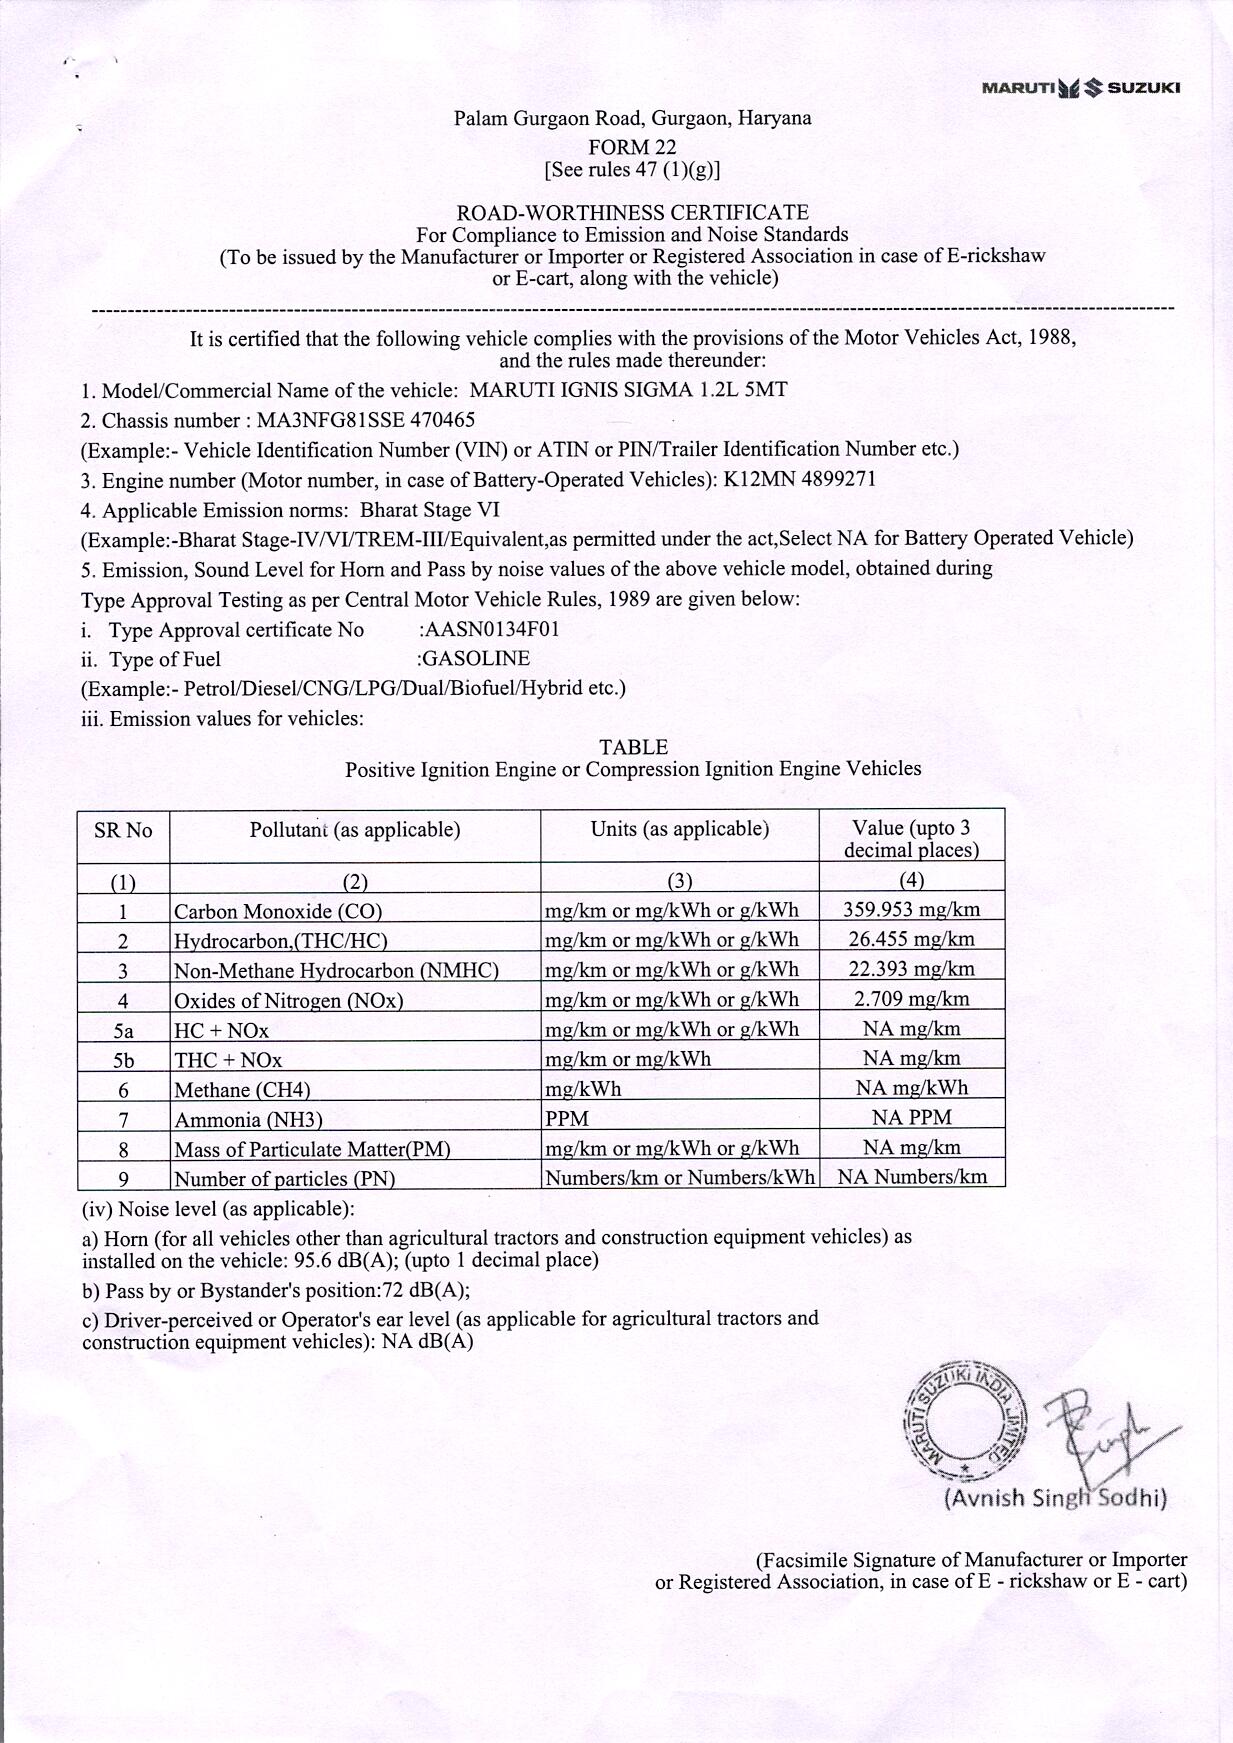 MARUTI SUZUKI
Palam Gurgaon Road, Gurgaon, Haryana
FORM 22
[See rules 47 (1)(g)]
ROAD-WORTHINESS CERTIFICATE
For Compliance to Emission and Noise Standards
(To be issued by the Manufacturer or Importer or Registered Association in case of E-rickshaw
or E-cart, along with the vehicle)
It is certified that the following vehicle complies with the provisions of the Motor Vehicles Act, 1988,
and the rules made thereunder:
1. Model/Commercial Name of the vehicle: MARUTI IGNIS SIGMA 1.2L 5MT
2. Chassis number : MA3NFG81SSE 470465
(Example:- Vehicle Identification Number (VIN) or ATIN or PIN/Trailer Identification Number etc.)
3. Engine number (Motor number, in case of Battery-Operated Vehicles): K12MN 4899271
4. Applicable Emission norms: Bharat Stage VI
(Example:-Bharat Stage-IV/VI/TREM-III/Equivalent,as permitted under the act,Select NA for Battery Operated Vehicle)
5. Emission, Sound Level for Horn and Pass by noise values of the above vehicle model, obtained during
Type Approval Testing as per Central Motor Vehicle Rules, 1989 are given below:
i. Type Approval certificate No :AASN0134F01
ii. Type of Fuel :GASOLINE
(Example:- Petrol/Diesel/CNG/LPG/Dual/Biofuel/Hybrid etc.)
iii. Emission values for vehicles:
TABLE
Positive Ignition Engine or Compression Ignition Engine Vehicles
SR No Pollutant (as applicable) Units (as applicable) Value (upto 3
decimal places)
(1) (2) (3) (4)
1 Carbon Monoxide (CO) mg/km or mg/kWh or g/kWh 359.953 mg/km
2 Hydrocarbon,(THC/HC) mg/km or mg/kWh or g/kWh 26.455 mg/km
3 Non-Methane Hydrocarbon (NMHC) mg/km or mg/kWh or g/kWh 22.393 mg/km
4 Oxides of Nitrogen (NOx) mg/km or mg/kWh or g/kWh 2.709 mg/km
5a HC + NOx mg/km or mg/kWh or g/kWh NA mg/km
5b THC + NOx mg/km or mg/kWh NA mg/km
6 Methane (CH4) mg/kWh NA mg/kWh
7 Ammonia (NH3) PPM NA PPM
8 Mass of Particulate Matter(PM) mg/km or mg/kWh or g/kWh NA mg/km
9 Number of particles (PN) Numbers/km or Numbers/kWh NA Numbers/km
(iv) Noise level (as applicable):
a) Horn (for all vehicles other than agricultural tractors and construction equipment vehicles) as
installed on the vehicle: 95.6 dB(A); (upto 1 decimal place)
b) Pass by or Bystander's position:72 dB(A);
c) Driver-perceived or Operator's ear level (as applicable for agricultural tractors and
construction equipment vehicles): NA dB(A)
MARUTI SUZUKI INDIA LIMITED
(Avnish Singh Sodhi)
(Facsimile Signature of Manufacturer or Importer
or Registered Association, in case of E - rickshaw or E - cart)